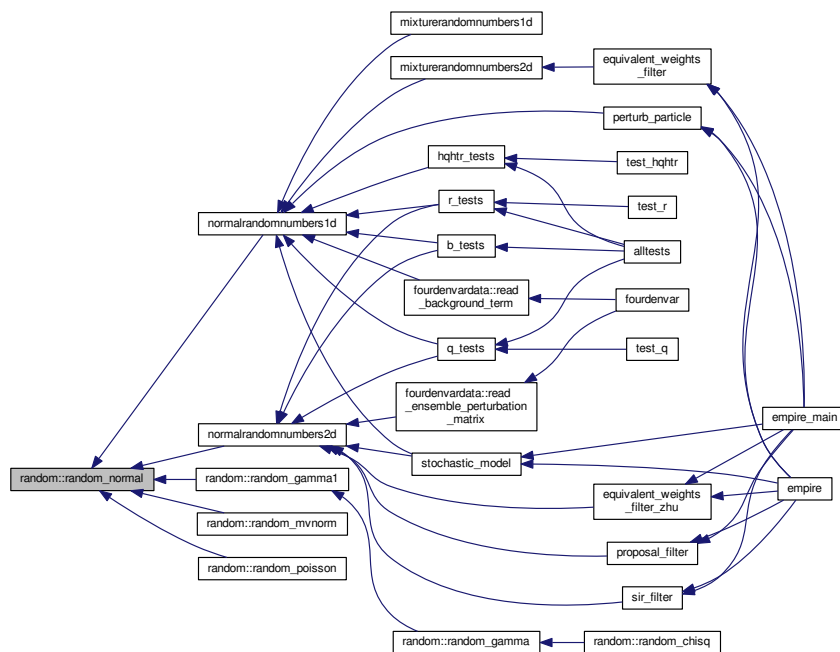 mixturerandomnumbers1d
mixturerandomnumbers2d
equivalent_weights
_filter
perturb_particle
hqhtr_tests
test_hqhtr
r_tests
test_r
normalrandomnumbers1d
b_tests
alltests
fourdenvardata::read
_background_term
fourdenvar
q_tests
test_q
fourdenvardata::read
_ensemble_perturbation
_matrix
empire_main
normalrandomnumbers2d
stochastic_model
random::random_normal
random::random_gamma1
equivalent_weights
_filter_zhu
empire
random::random_mvnorm
proposal_filter
random::random_poisson
sir_filter
random::random_gamma
random::random_chisq